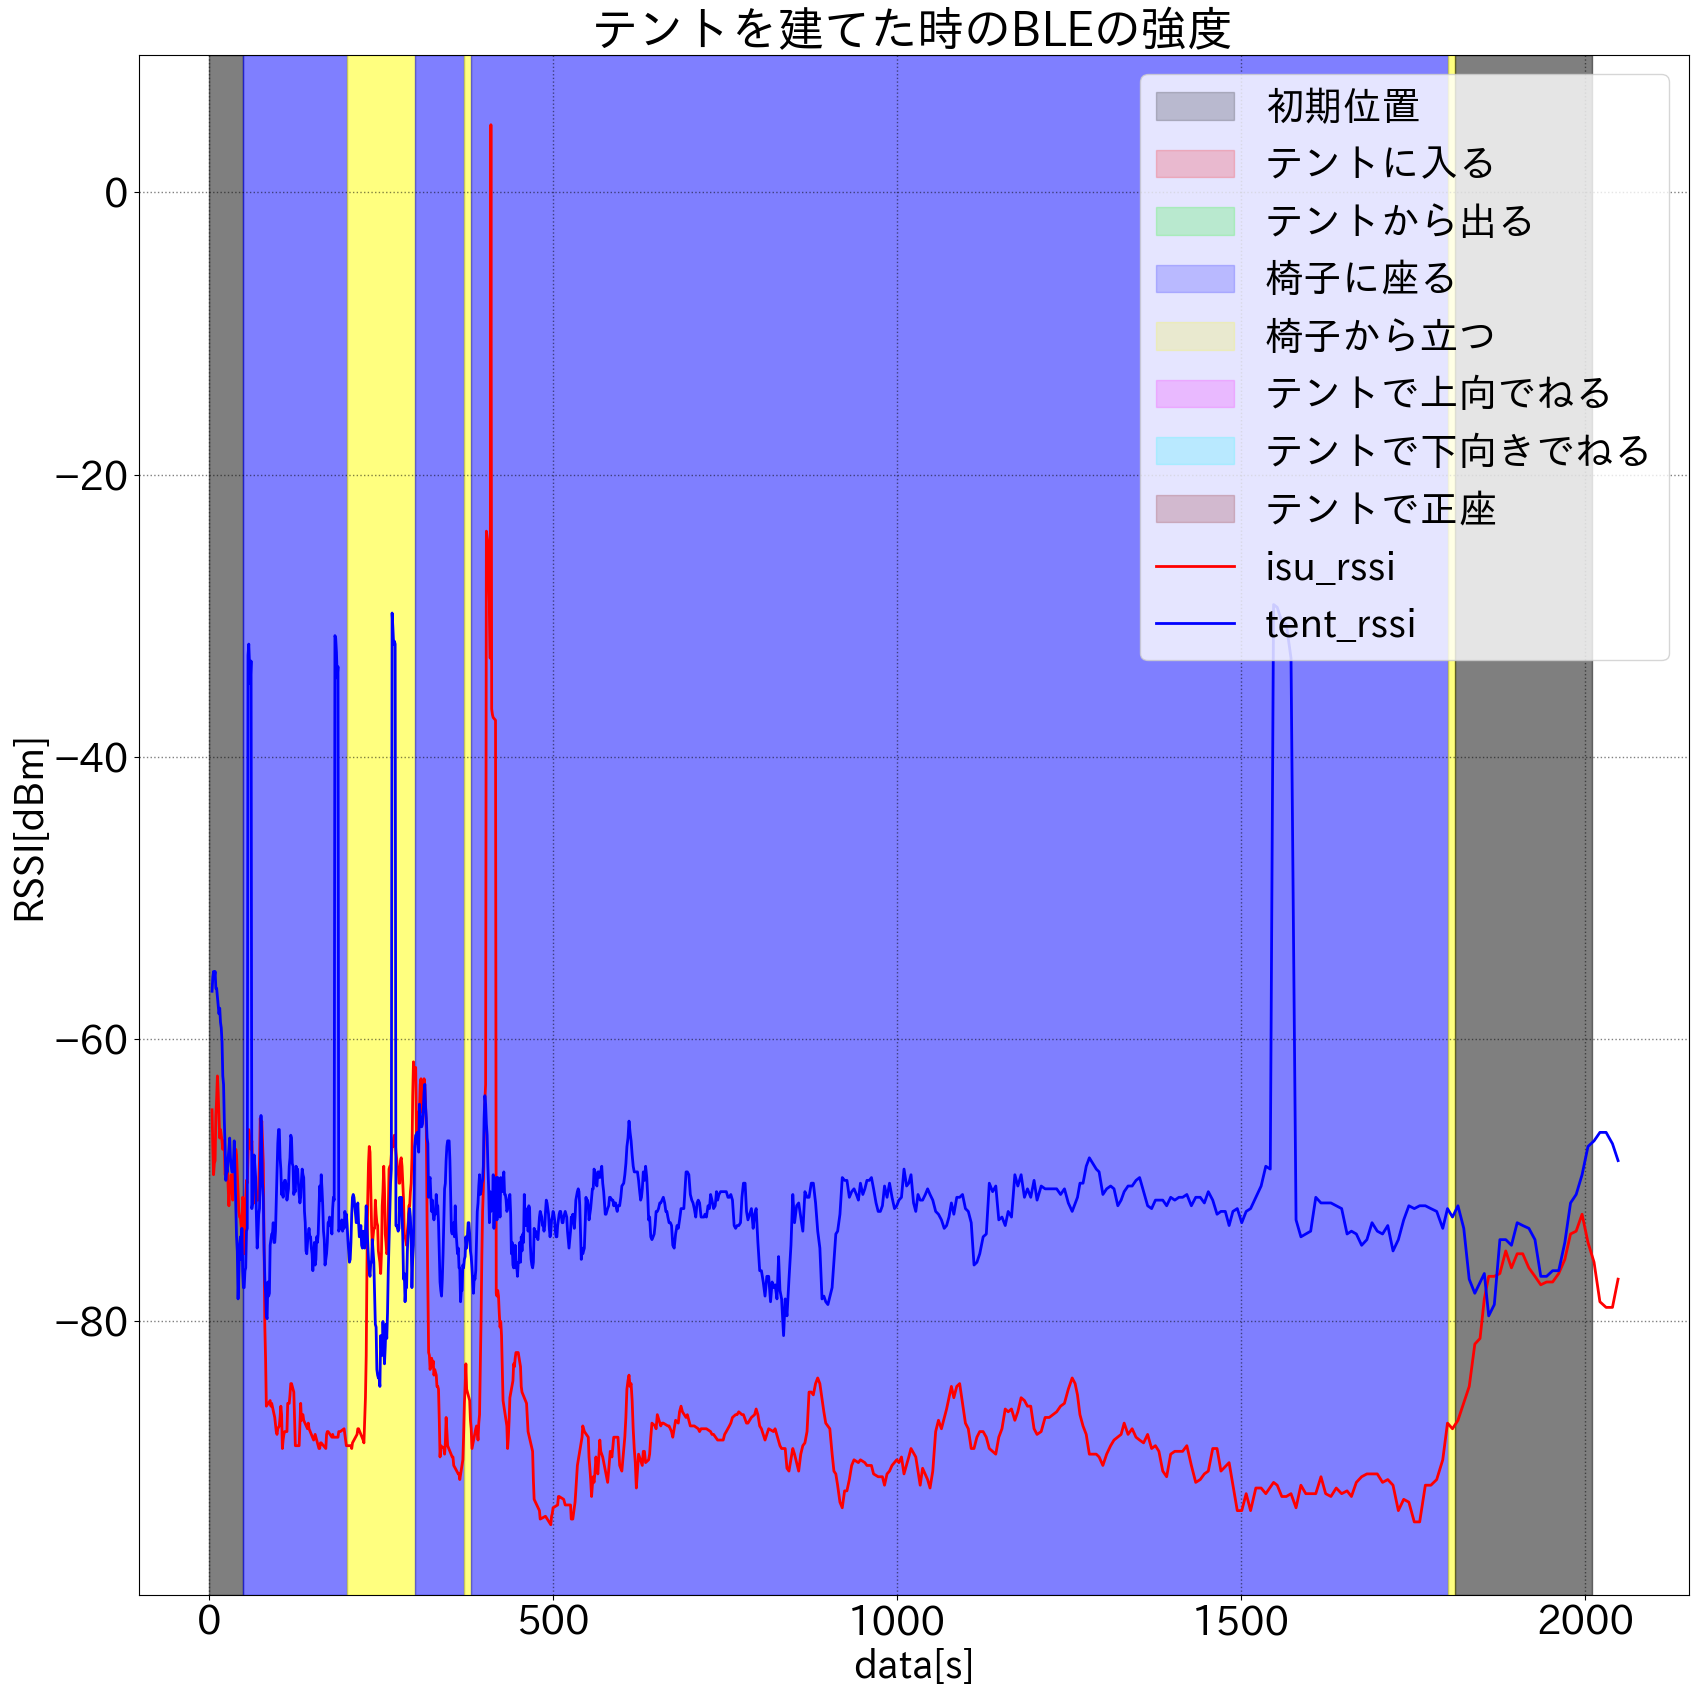 テントを建てた時のBLEの強度
初期位置
テントに入る
テントから出る
椅子に座る
椅子から立つ
テントで上向でねる
テントで下向きでねる
テントで正座
isu_rssi
tent_rssi
RSSI[dBm]
0
−20
−40
−60
−80
0 500 1000 1500 2000
data[s]